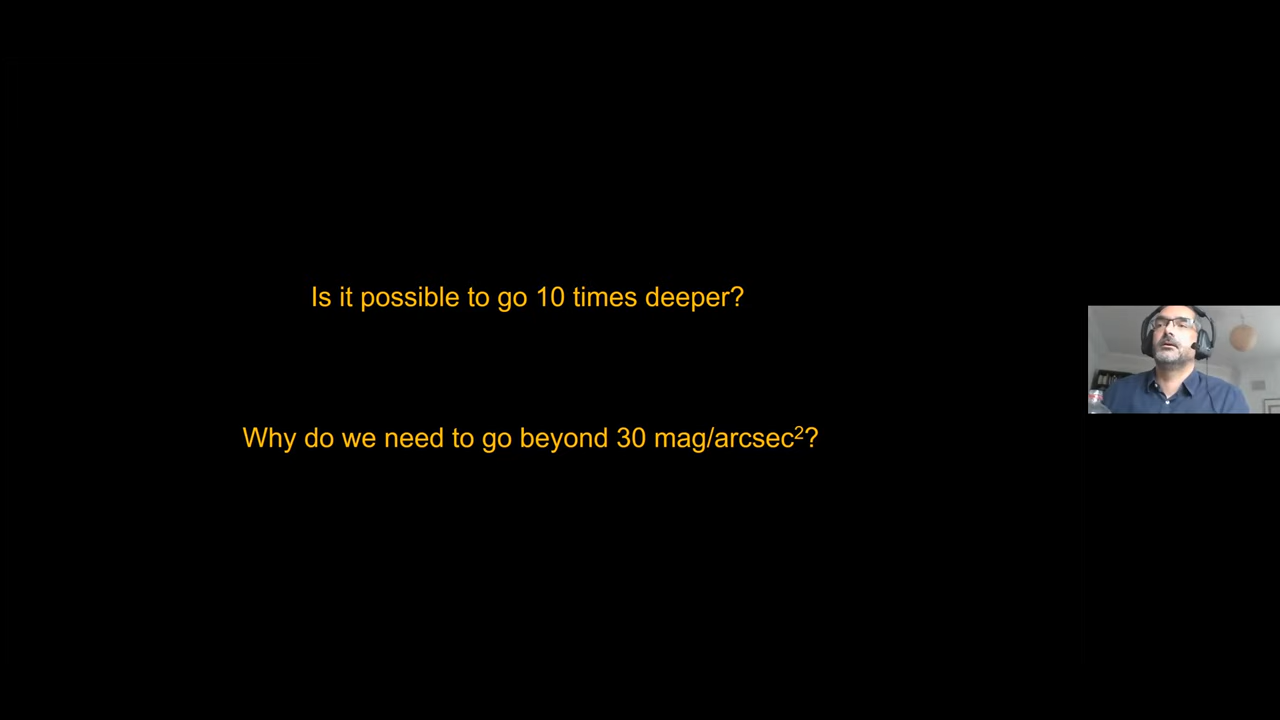 Is it possible to go 10 times deeper?
Why do we need to go beyond 30 mag/arcsec²?